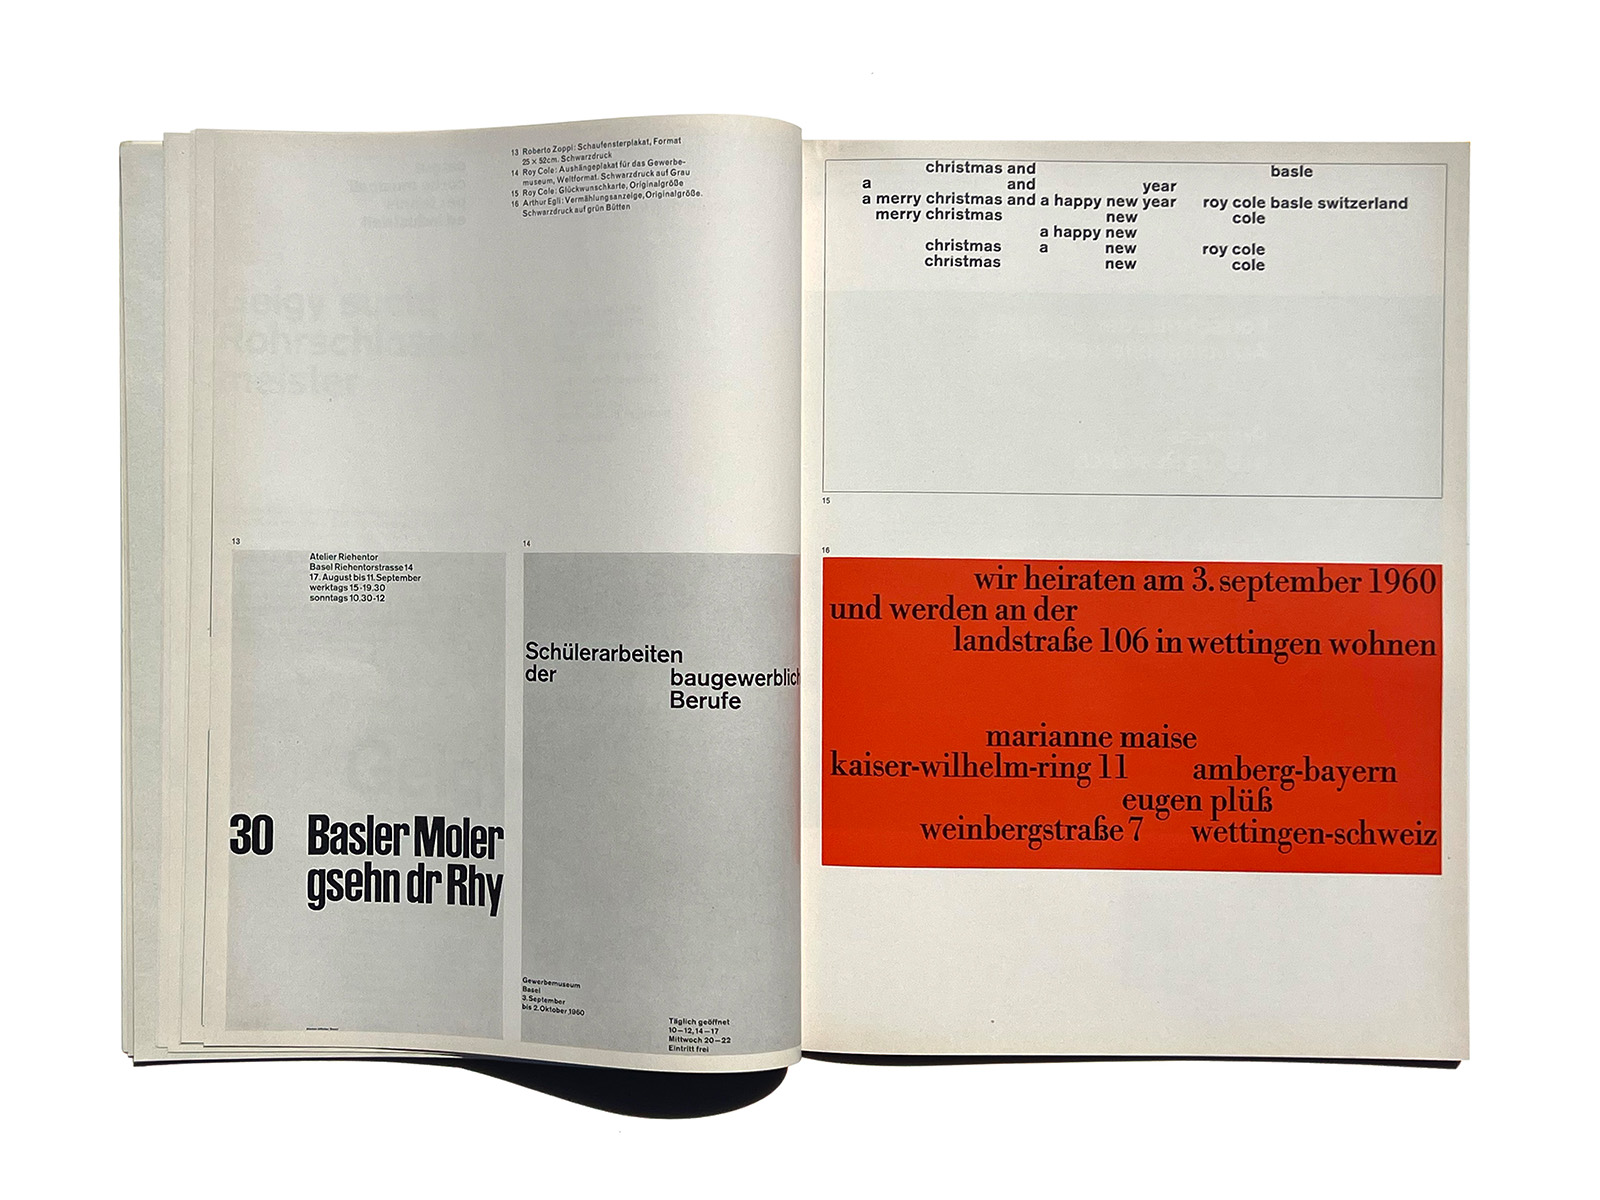 13 Roberto Zoppi: Schaufensterplakat, Format
25 × 52cm. Schwarzdruck
14 Roy Cole: Aushängeplakat für das Gewerbe-
museum, Weltformat. Schwarzdruck auf Grau
15 Roy Cole: Glückwunschkarte, Originalgröße
16 Arthur Egli: Vermählungsanzeige, Originalgröße.
Schwarzdruck auf grün Bütten
13
Atelier Riehentor
Basel Riehentorstrasse 14
17. August bis 11. September
werktags 15-19.30
sonntags 10.30-12
30 Basler Moler
gsehn dr Rhy
14
Schülerarbeiten
der baugewerblich
Berufe
Gewerbemuseum
Basel
3. September
bis 2. Oktober 1960
Täglich geöffnet
10–12, 14–17
Mittwoch 20–22
Eintritt frei
christmas and basle
a and year
a merry christmas and a happy new year roy cole basle switzerland
merry christmas new cole
a happy new
christmas a new roy cole
christmas new cole
15
16
wir heiraten am 3. september 1960
und werden an der
landstraße 106 in wettingen wohnen
marianne maise
kaiser-wilhelm-ring 11 amberg-bayern
eugen plüß
weinbergstraße 7 wettingen-schweiz